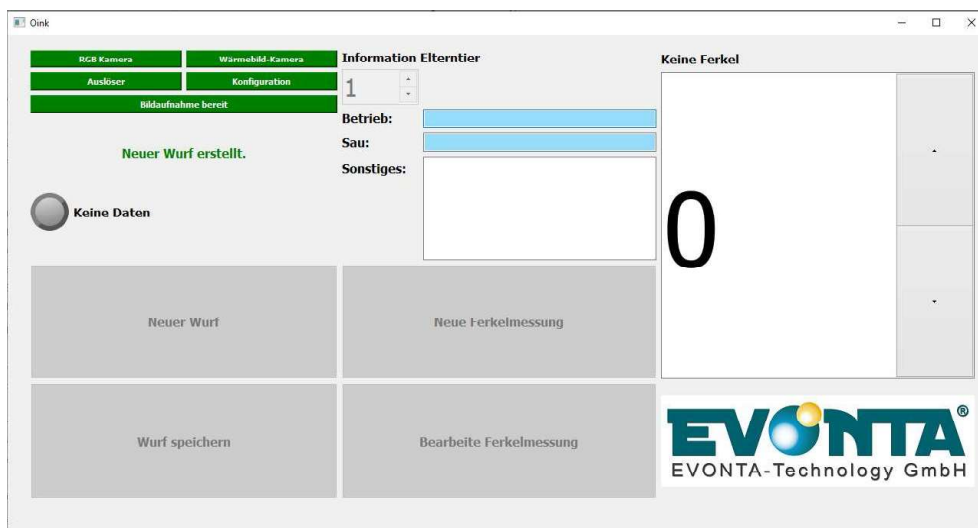 Oink
RGB Kamera
Wärmebild-Kamera
Auslöser
Konfiguration
Bildaufnahme bereit
Neuer Wurf erstellt.
Keine Daten
Information Elterntier
1
Betrieb:
Sau:
Sonstiges:
Keine Ferkel
0
Neuer Wurf
Neue Ferkelmessung
Wurf speichern
Bearbeite Ferkelmessung
EVONTA®
EVONTA-Technology GmbH